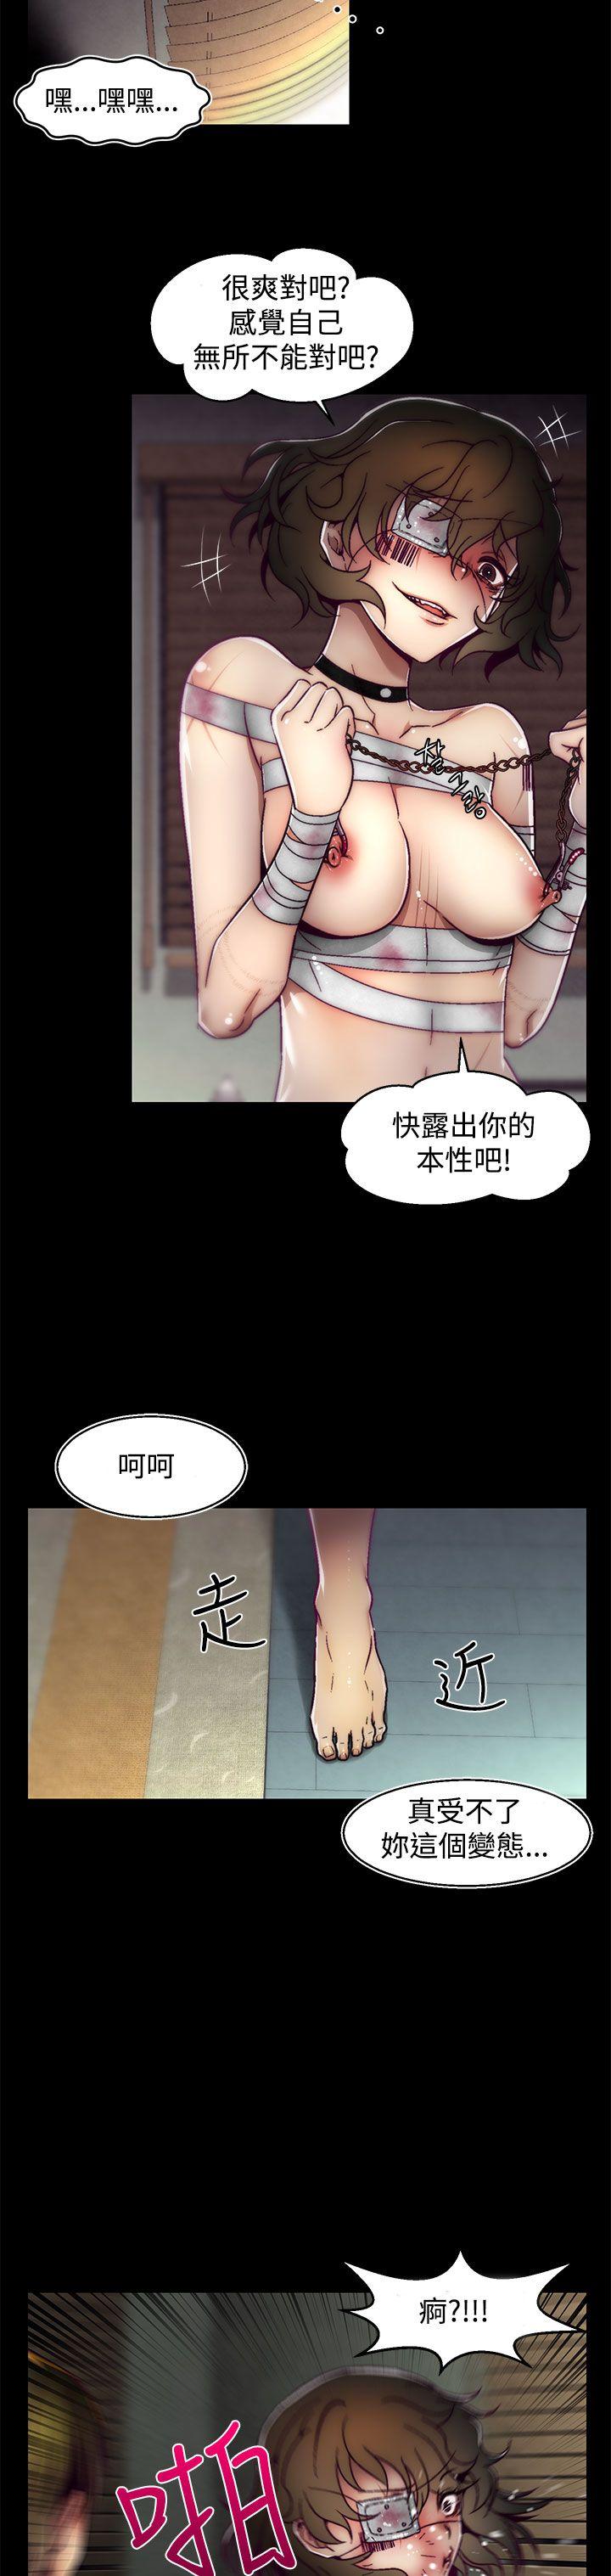 嘿...嘿嘿...
很爽對吧?
感覺自己
無所不能對吧?
快露出你的
本性吧!
呵呵
走
近
真受不了
妳這個變態...
痾?!!!
啪